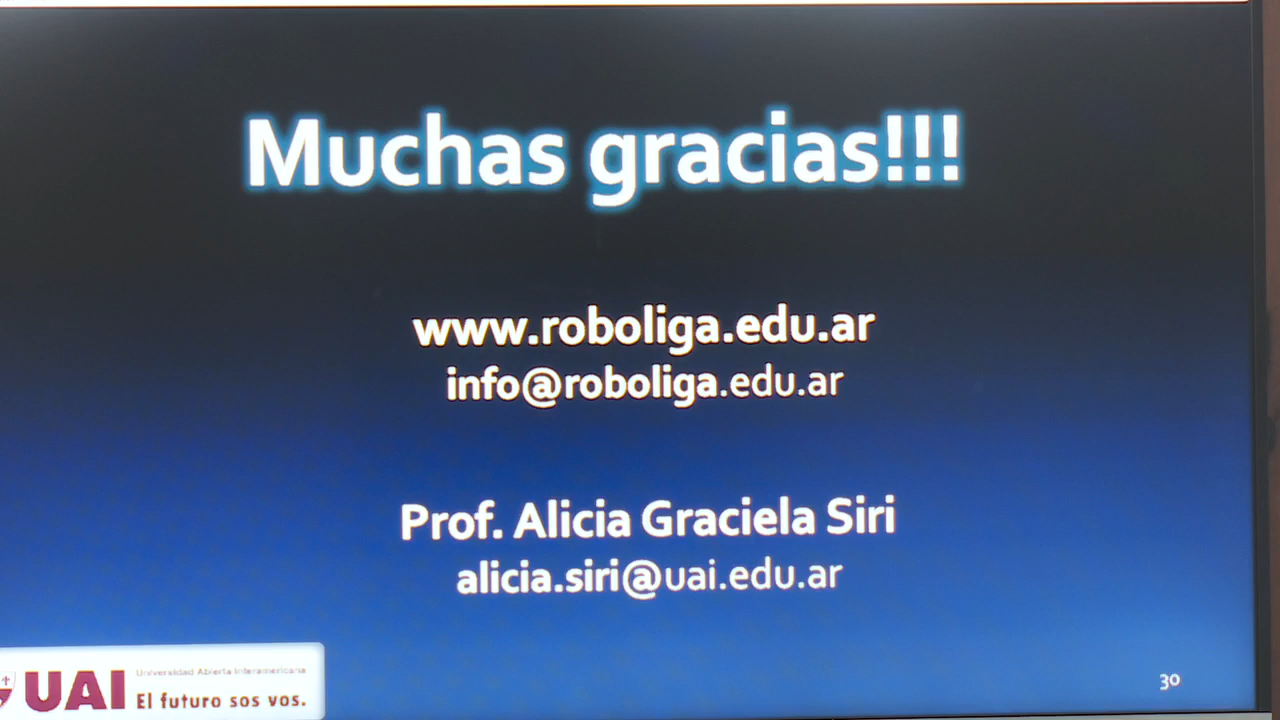 Muchas gracias!!!
www.roboliga.edu.ar
info@roboliga.edu.ar
Prof. Alicia Graciela Siri
alicia.siri@uai.edu.ar
UAI
Universidad Abierta Interamericana
El futuro sos vos.
30